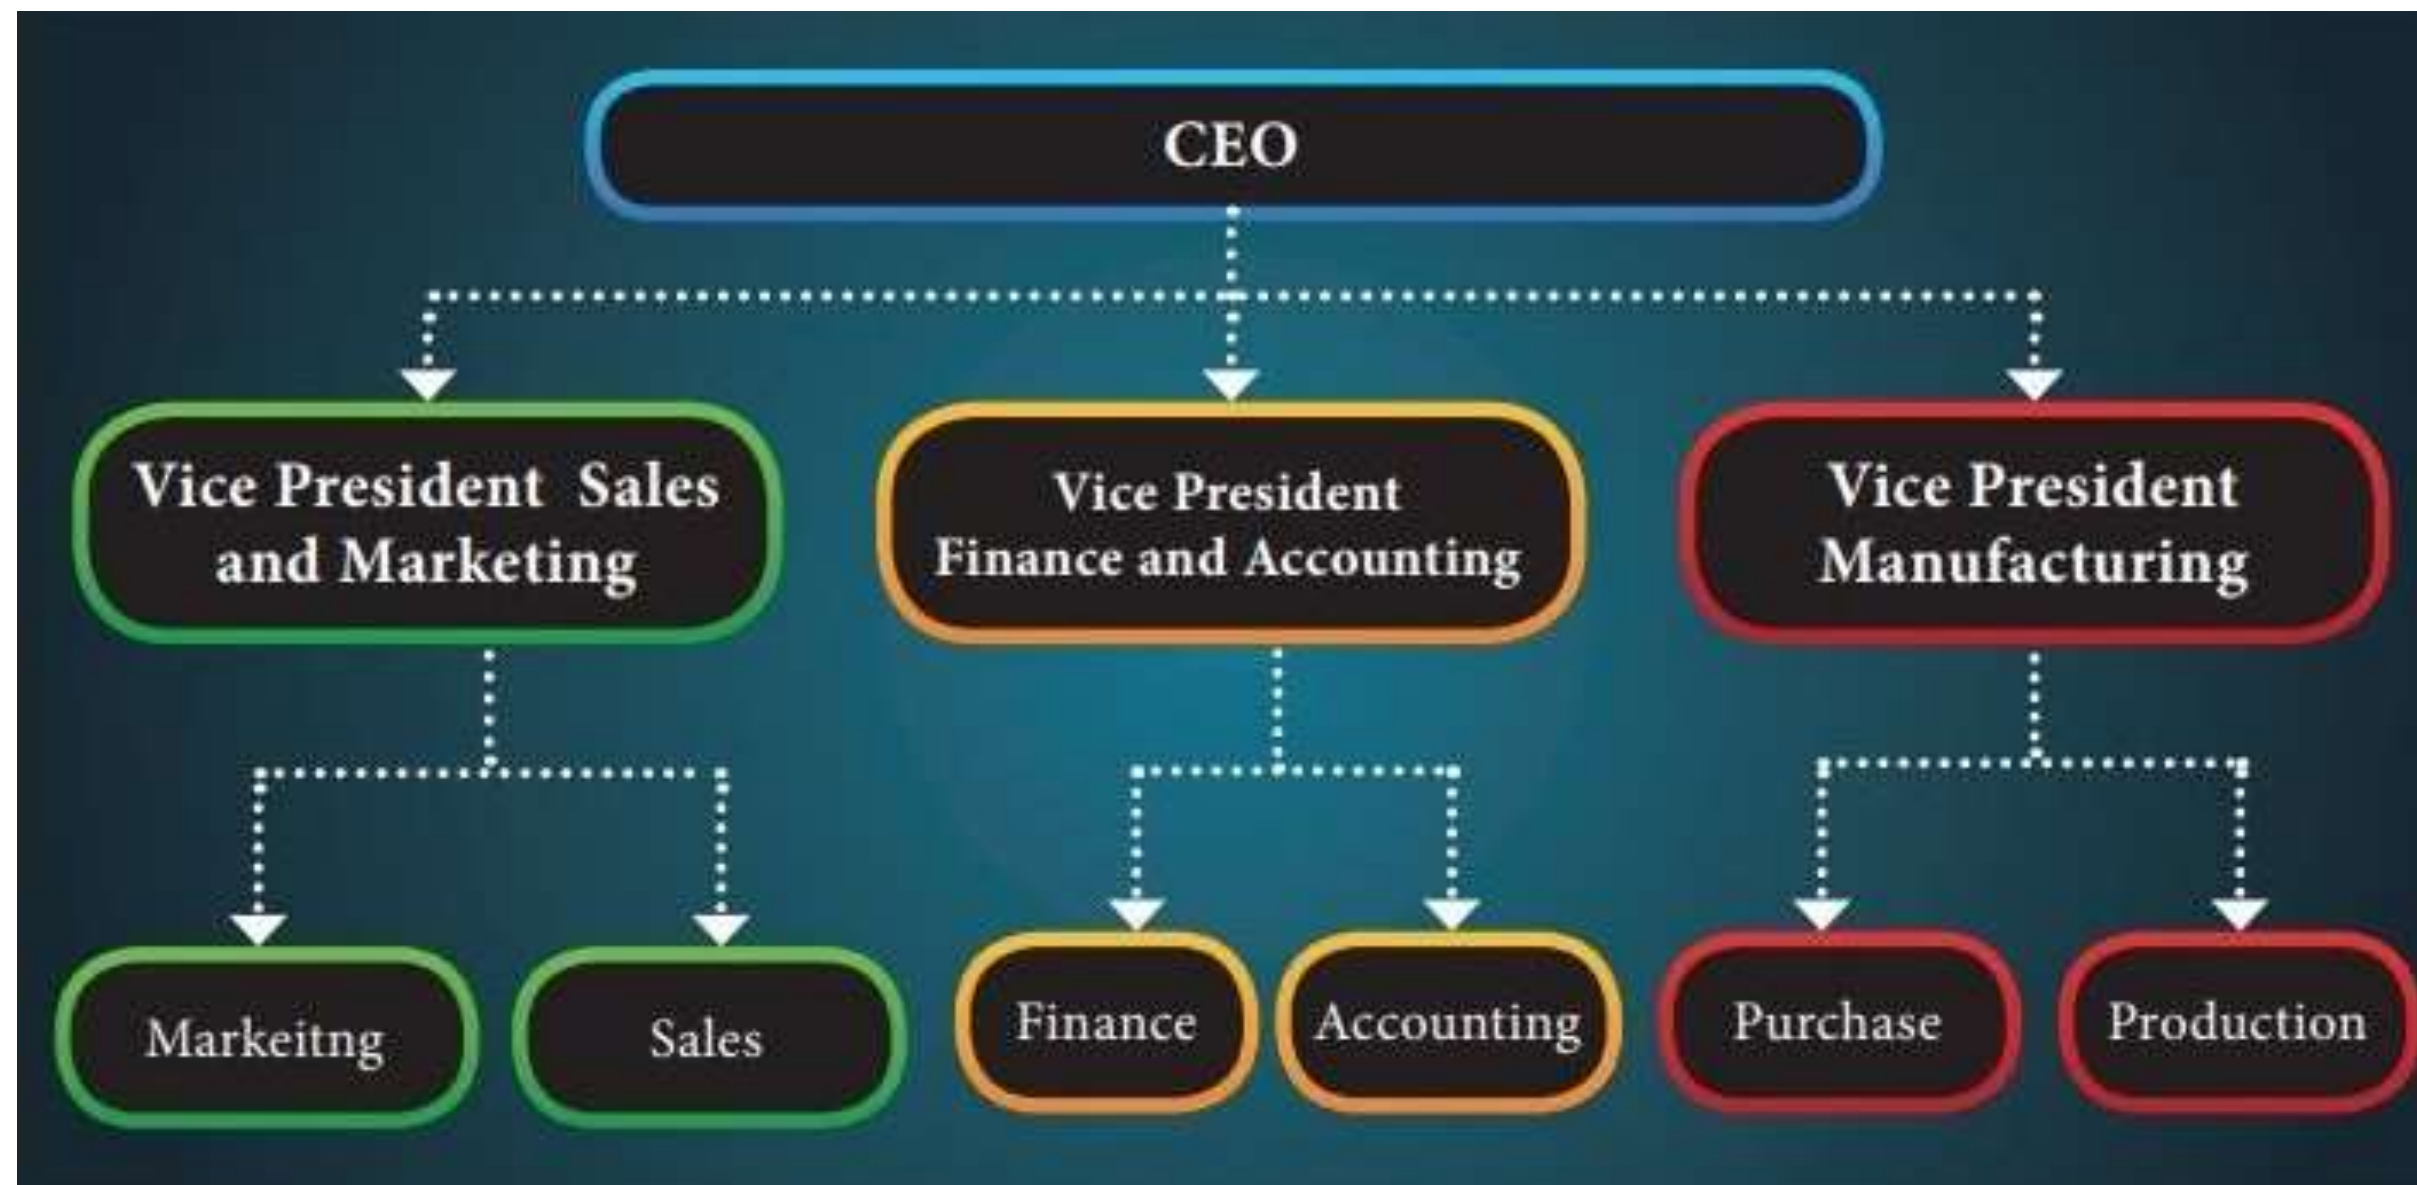 CEO
Vice President Sales
and Marketing
Vice President
Finance and Accounting
Vice President
Manufacturing
Markeitng
Sales
Finance
Accounting
Purchase
Production